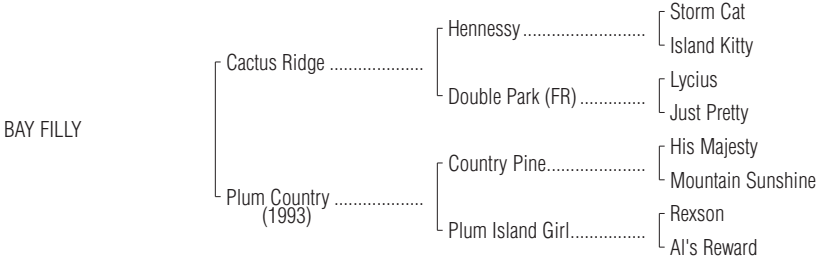 Storm Cat
Hennessy ..........................
Island Kitty
Cactus Ridge ....................
Lycius
Double Park (FR) ..............
Just Pretty
BAY FILLY
His Majesty
Country Pine.....................
Mountain Sunshine
Plum Country ...................
(1993)
Rexson
Plum Island Girl................
Al's Reward